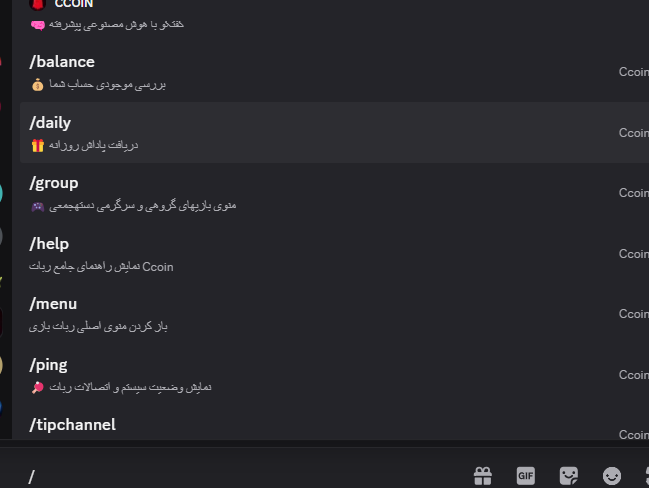 CCOIN
گفتگو با هوش مصنوعی پیشرفته 🧠
/balance
💰 بررسی موجودی حساب شما
Ccoin
/daily
🎁 دریافت پاداش روزانه
Ccoin
/group
🎮 منوی بازیهای گروهی و سرگرمی دستهجمعی
Ccoin
/help
نمایش راهنمای جامع ربات Ccoin
Ccoin
/menu
باز کردن منوی اصلی ربات بازی
Ccoin
/ping
🏓 نمایش وضعیت سیستم و اتصالات ربات
Ccoin
/tipchannel
Ccoin
/
GIF